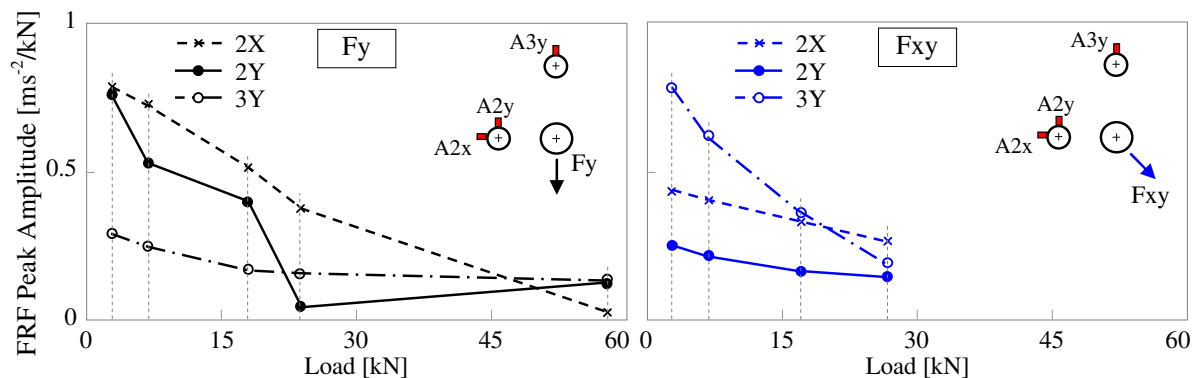 FRF Peak Amplitude [ms⁻²/kN]
1
0.5
0
2X
2Y
3Y
Fy
A3y
A2y
A2x
Fy
0 15 30 45 60
Load [kN]
2X
2Y
3Y
Fxy
A3y
A2y
A2x
Fxy
0 15 30 45 60
Load [kN]